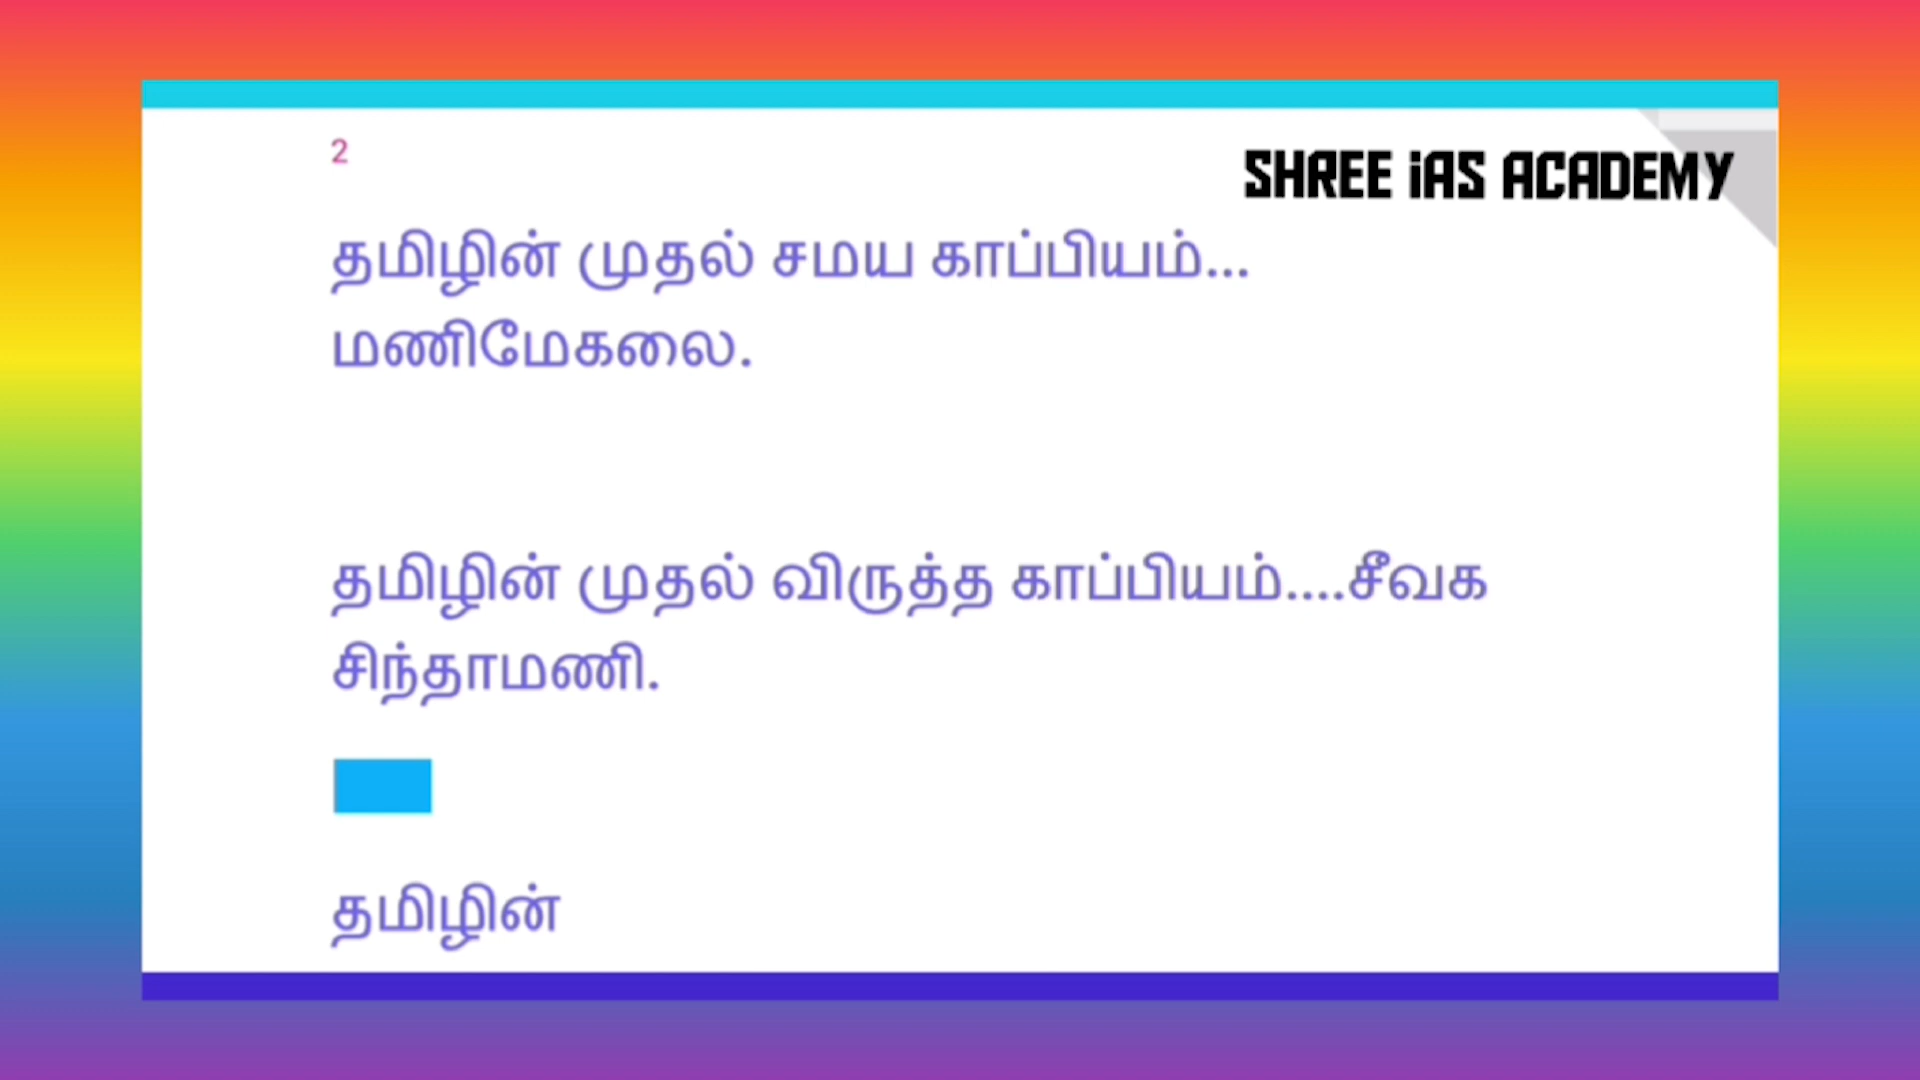 2
SHREE iAS ACADEMY
தமிழின் முதல் சமய காப்பியம்...
மணிமேகலை.
தமிழின் முதல் விருத்த காப்பியம்....சீவக
சிந்தாமணி.
தமிழின்